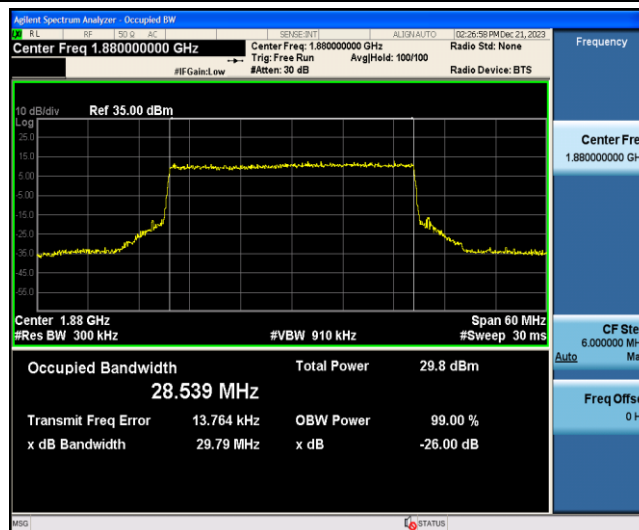 Agilent Spectrum Analyzer - Occupied BW
RL RF 50 Ω AC SENSE:INT ALIGN AUTO 02:26:58 PM Dec 21, 2023
Center Freq 1.880000000 GHz
Center Freq: 1.880000000 GHz Radio Std: None
Trig: Free Run Avg|Hold: 100/100
#IFGain:Low #Atten: 30 dB Radio Device: BTS
Frequency
10 dB/div Ref 35.00 dBm
Log
25.0
15.0
5.00
-5.00
-15.0
-25.0
-35.0
-45.0
-55.0
Center Fre
1.880000000 GH
Center 1.88 GHz Span 60 MHz
#Res BW 300 kHz #VBW 910 kHz #Sweep 30 ms
CF Ste
6.000000 MH
Auto Ma
Occupied Bandwidth Total Power 29.8 dBm
28.539 MHz
Transmit Freq Error 13.764 kHz OBW Power 99.00 %
x dB Bandwidth 29.79 MHz x dB -26.00 dB
Freq Offse
0 H
MSG STATUS